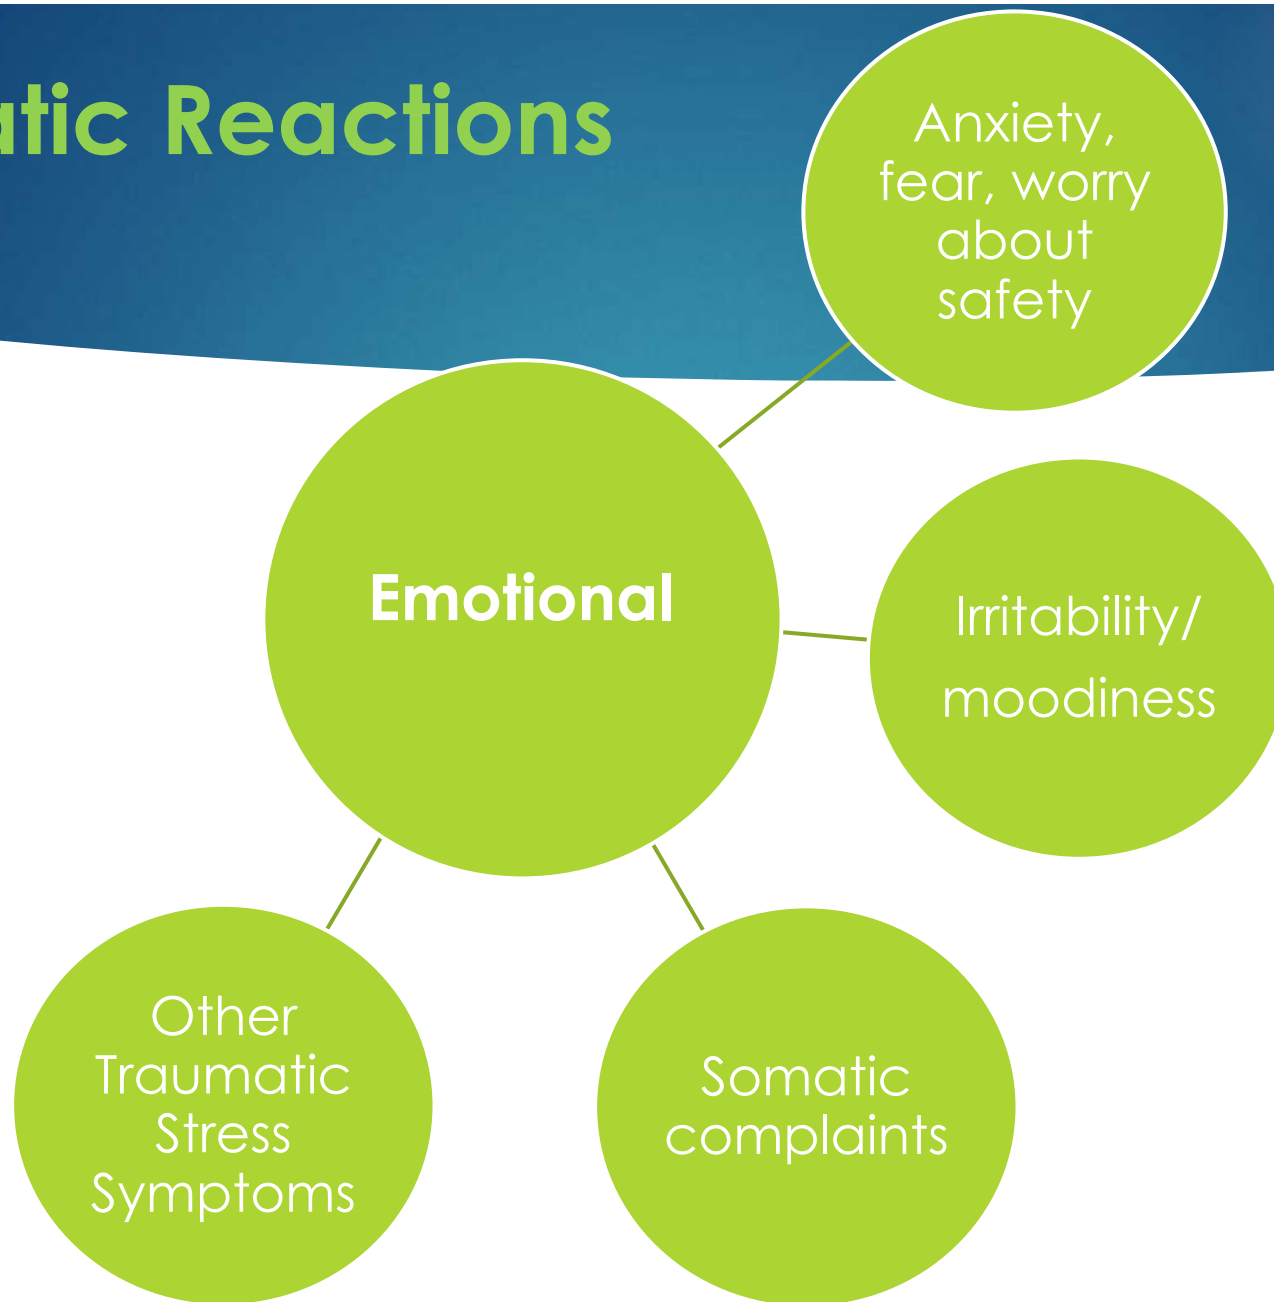 atic Reactions
Anxiety,
fear, worry
about
safety
Emotional
Irritability/
moodiness
Other
Traumatic
Stress
Symptoms
Somatic
complaints